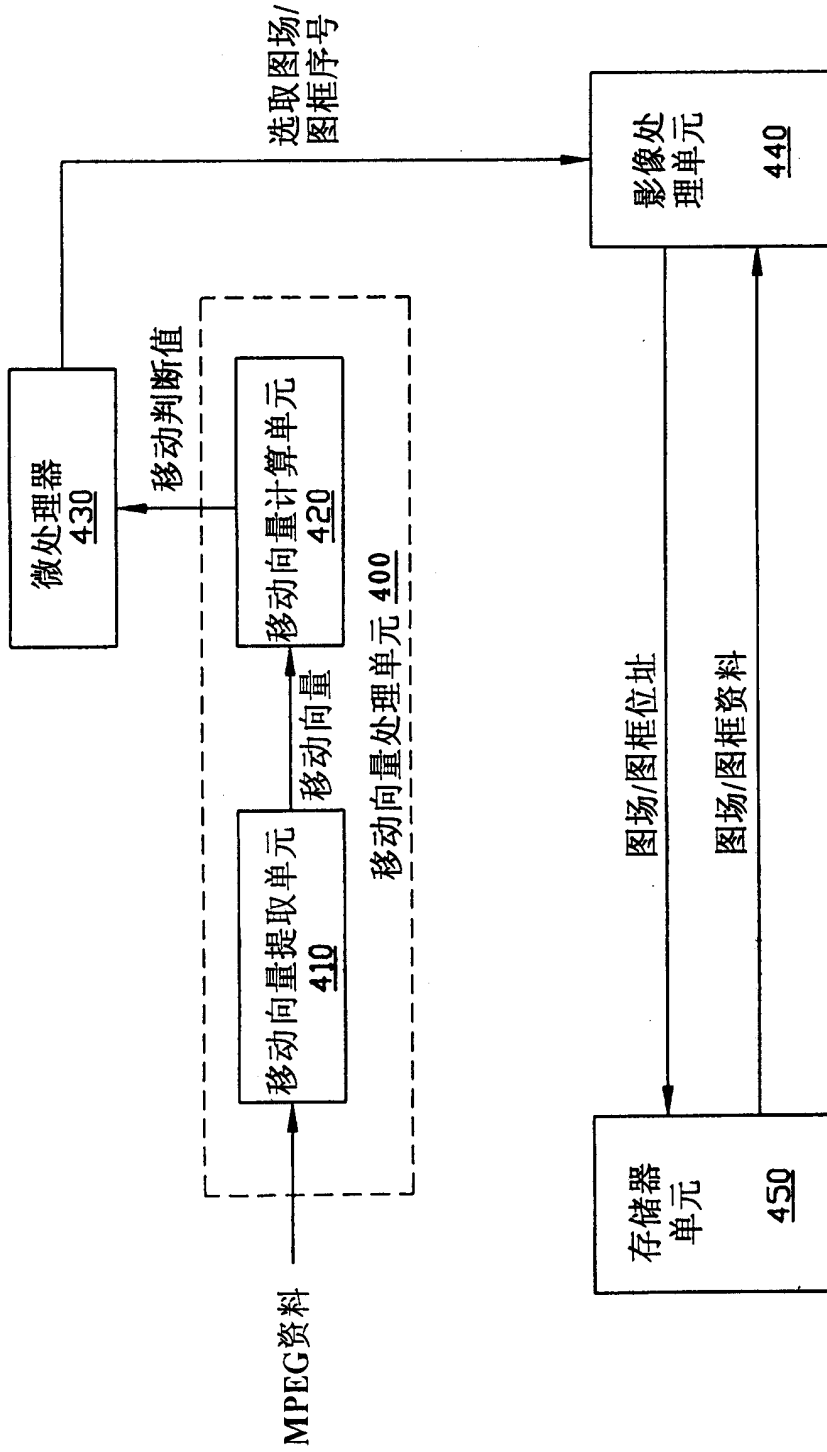 微处理器
430
选取图场/
图框序号
移动判断值
移动向量提取单元
410
移动向量
移动向量计算单元
420
MPEG资料
移动向量处理单元 400
存储器
单元
450
图场/图框位址
图场/图框资料
影像处
理单元
440